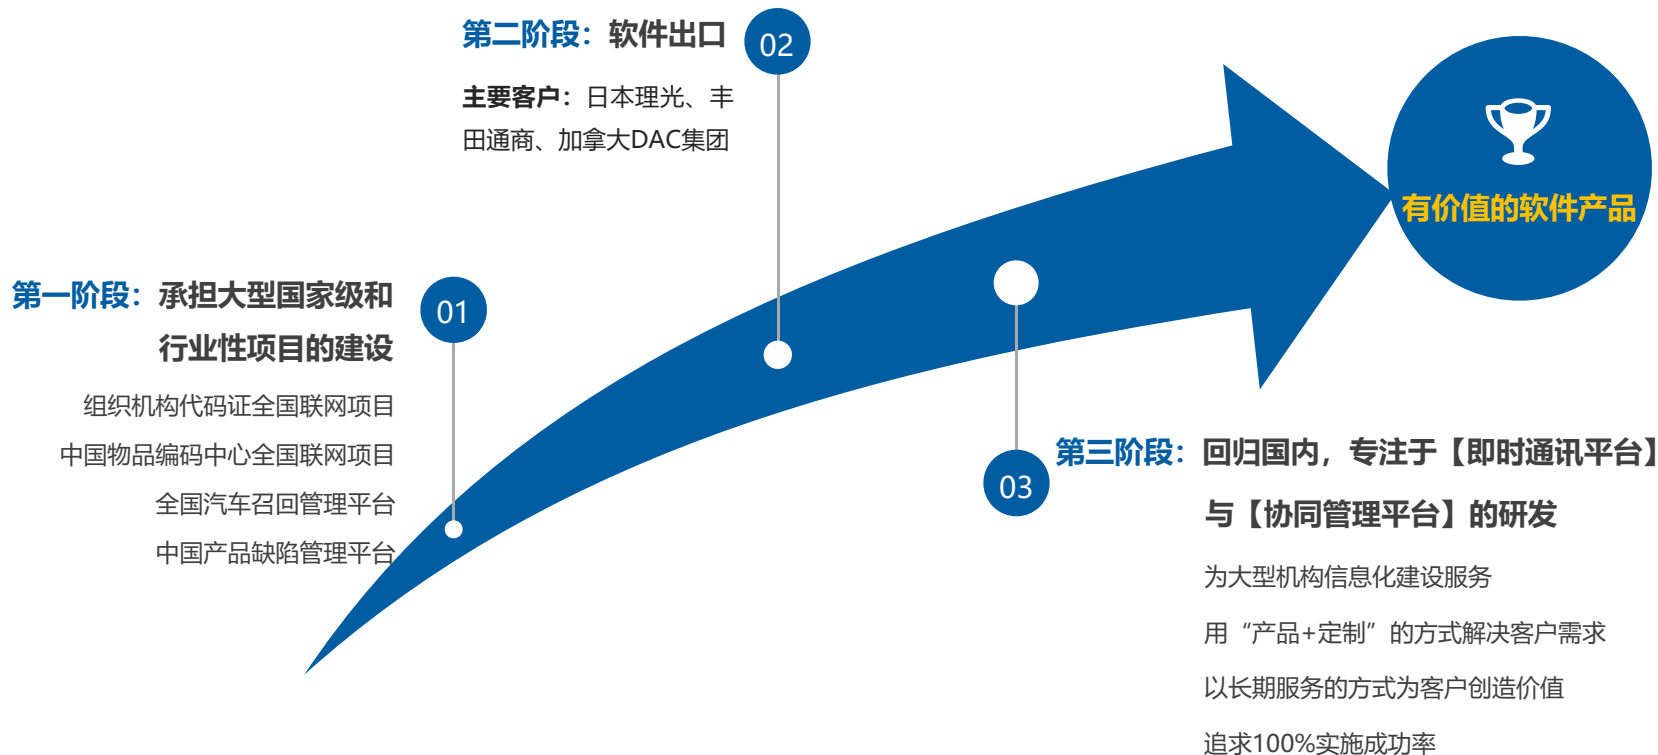 第一阶段：承担大型国家级和
行业性项目的建设
组织机构代码证全国联网项目
中国物品编码中心全国联网项目
全国汽车召回管理平台
中国产品缺陷管理平台
01
第二阶段：软件出口
主要客户：日本理光、丰
田通商、加拿大DAC集团
02
03
第三阶段：回归国内，专注于【即时通讯平台】
与【协同管理平台】的研发
为大型机构信息化建设服务
用“产品+定制”的方式解决客户需求
以长期服务的方式为客户创造价值
追求100%实施成功率
有价值的软件产品